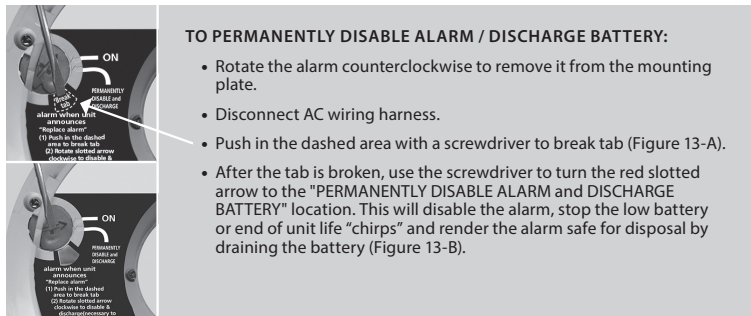 ON
PERMANENTLY
DISABLE and
DISCHARGE
Break
tab
alarm when unit
announces
"Replace alarm"
(1) Push in the dashed
area to break tab
(2) Rotate slotted arrow
clockwise to disable &
ON
PERMANENTLY
DISABLE and
DISCHARGE
alarm when unit
announces
"Replace alarm"
(1) Push in the dashed
area to break tab
(2) Rotate slotted arrow
clockwise to disable &
discharge(necessary to
TO PERMANENTLY DISABLE ALARM / DISCHARGE BATTERY:
• Rotate the alarm counterclockwise to remove it from the mounting
plate.
• Disconnect AC wiring harness.
• Push in the dashed area with a screwdriver to break tab (Figure 13-A).
• After the tab is broken, use the screwdriver to turn the red slotted
arrow to the "PERMANENTLY DISABLE ALARM and DISCHARGE
BATTERY" location. This will disable the alarm, stop the low battery
or end of unit life “chirps” and render the alarm safe for disposal by
draining the battery (Figure 13-B).